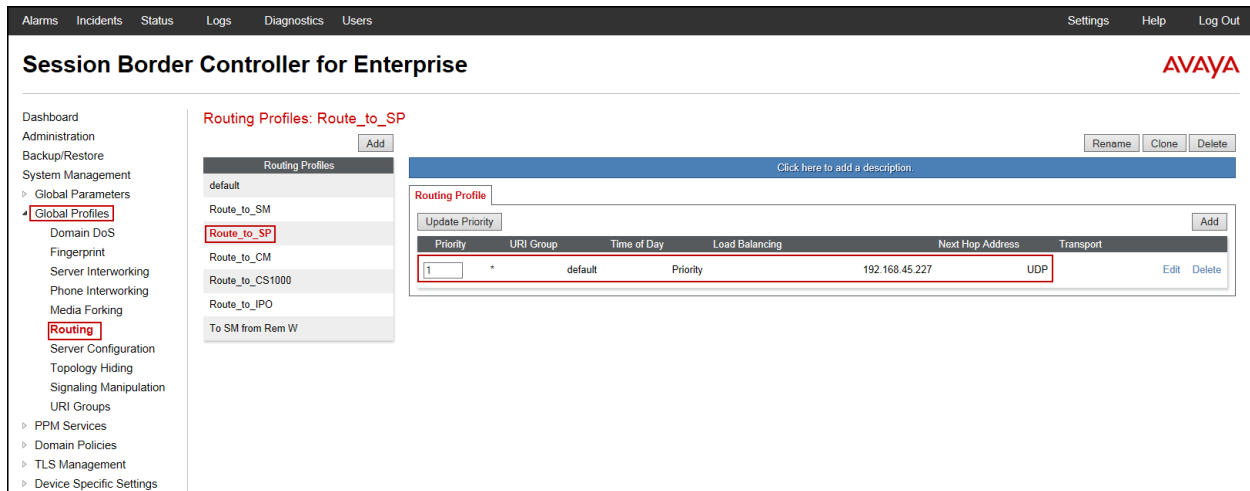 Alarms Incidents Status Logs Diagnostics Users Settings Help Log Out
Session Border Controller for Enterprise
AVAYA
Dashboard
Administration
Backup/Restore
System Management
Global Parameters
Global Profiles
Domain DoS
Fingerprint
Server Interworking
Phone Interworking
Media Forking
Routing
Server Configuration
Topology Hiding
Signaling Manipulation
URI Groups
PPM Services
Domain Policies
TLS Management
Device Specific Settings
Routing Profiles: Route_to_SP
Add
Rename Clone Delete
Routing Profiles
default
Route_to_SM
Route_to_SP
Route_to_CM
Route_to_CS1000
Route_to_IPO
To SM from Rem W
Click here to add a description.
Routing Profile
Update Priority Add
Priority URI Group Time of Day Load Balancing Next Hop Address Transport
1 * default Priority 192.168.45.227 UDP Edit Delete